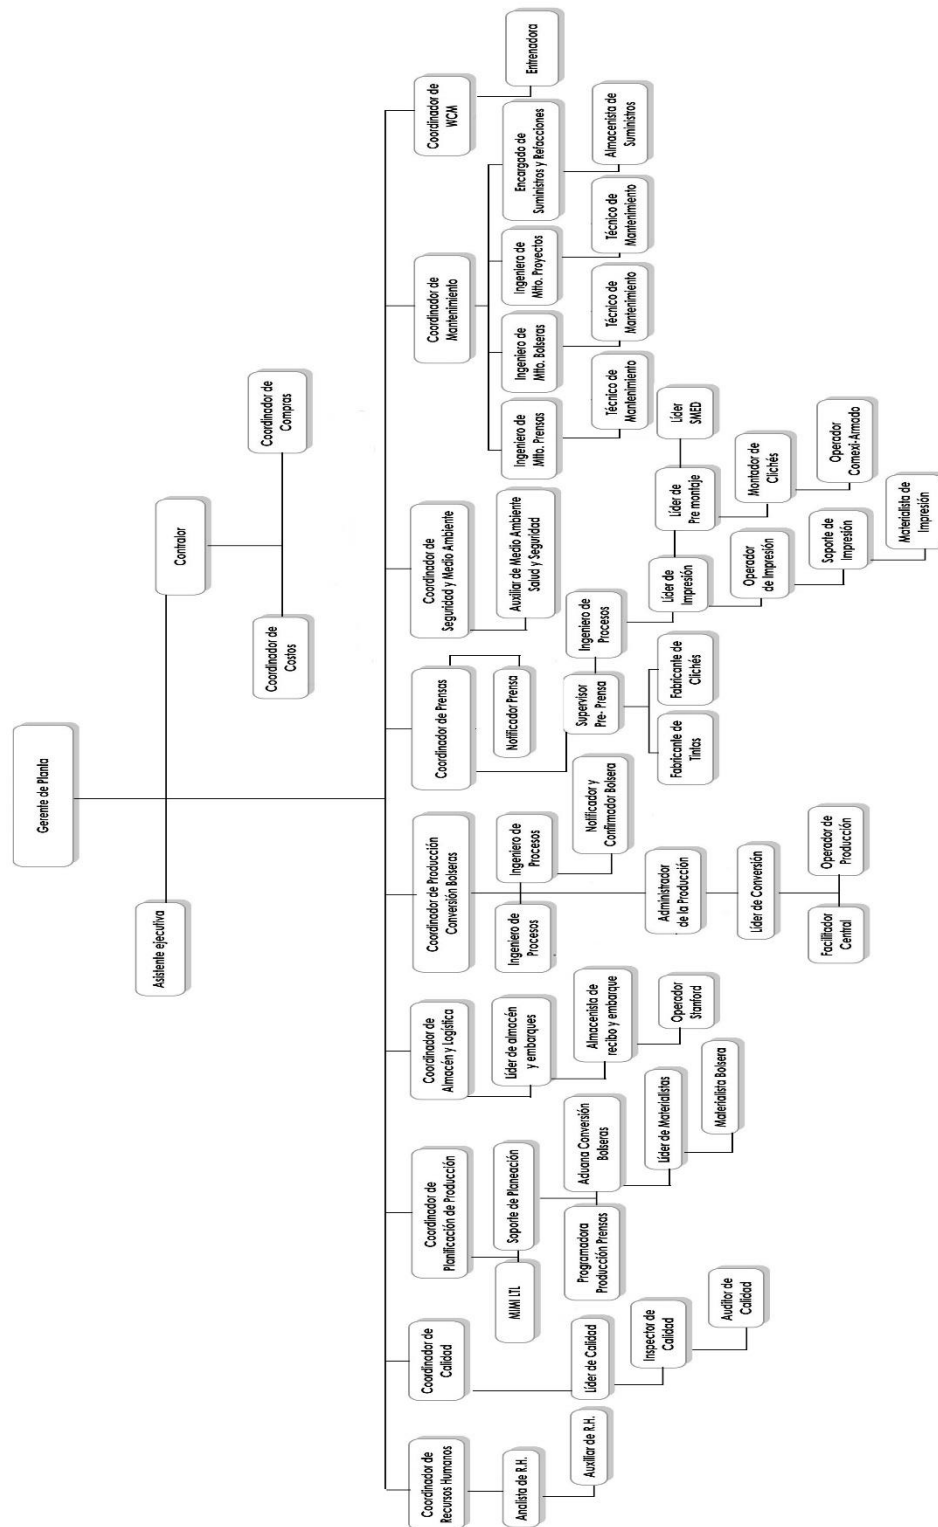 Gerente de Planta
Asistente ejecutiva
Contralor
Coordinador de
Costos
Coordinador de
Compras
Coordinador de
Recursos Humanos
Coordinador de
Calidad
Coordinador de
Planificación de Producción
Coordinador de
Almacén y Logística
Coordinador de Producción
Conversión Bolseras
Coordinador de Prensas
Coordinador de
Seguridad y Medio Ambiente
Coordinador de
Mantenimiento
Coordinador de
WCM
Analista de R.H.
Auxiliar de R.H.
Líder de Calidad
Inspector de
Calidad
Auditor de
Calidad
MIMI LTL
Soporte de Planeación
Programadora
Producción Prensas
Aduana Conversión
Bolseras
Líder de Materialistas
Materialista Bolsera
Líder de almacén
y embarques
Almacenista de
recibo y embarque
Operador
Stanford
Ingeniero de
Procesos
Ingeniero de
Procesos
Notificador y
Confirmador Bolsera
Administrador
de la Producción
Líder de Conversión
Facilitador
Central
Operador de
Producción
Notificador Prensa
Supervisor
Pre- Prensa
Ingeniero de
Procesos
Fabricante de
Tintas
Fabricante de
Clichés
Líder de
Impresión
Líder de
Pre montaje
Líder
SMED
Operador
de Impresión
Soporte de
Impresión
Materialista de
Impresión
Montador de
Clichés
Operador
Comexi-Armado
Auxiliar de Medio Ambiente
Salud y Seguridad
Ingeniero de
Mtto. Prensas
Ingeniero de
Mtto. Bolseras
Ingeniero de
Mtto. Proyectos
Encargado de
Suministros y Refacciones
Técnico de
Mantenimiento
Técnico de
Mantenimiento
Técnico de
Mantenimiento
Almacenista de
Suministros
Entrenadora